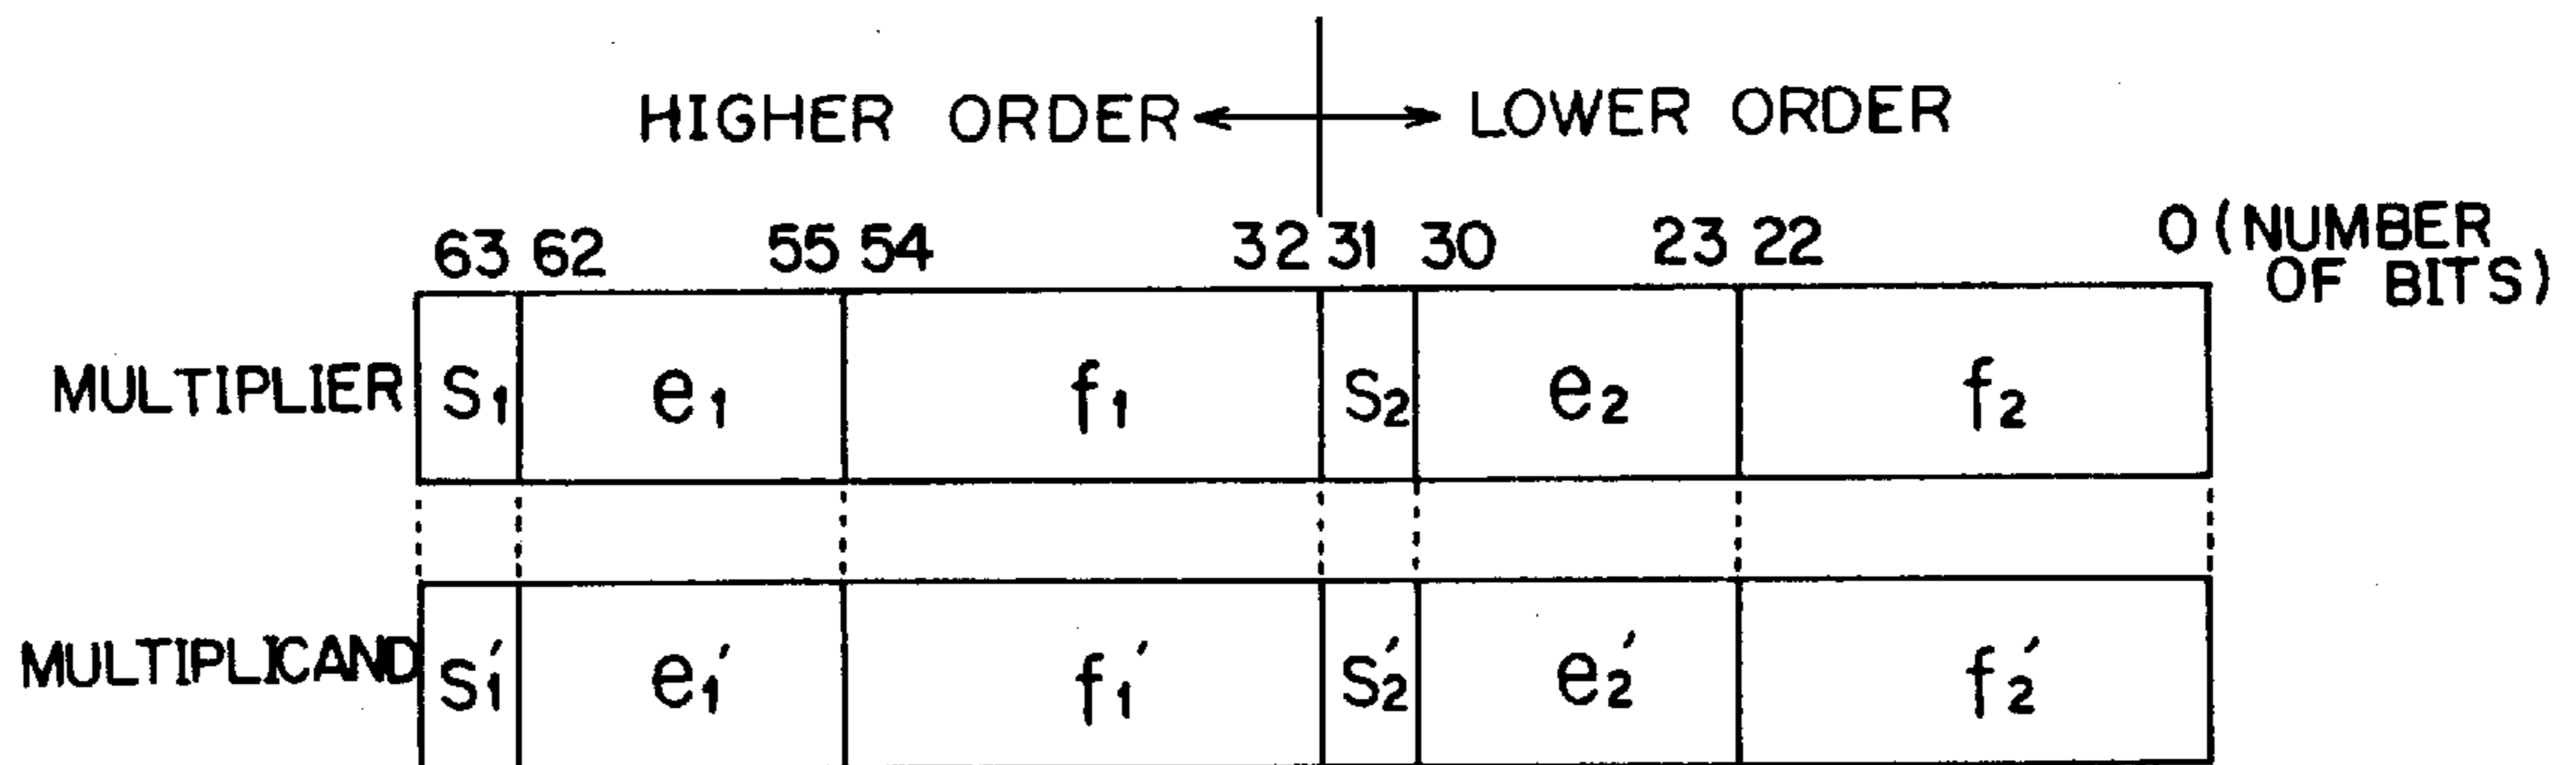 HIGHER ORDER LOWER ORDER
63 62 55 54 32 31 30 23 22 0 (NUMBER OF BITS)
MULTIPLIER s₁ e₁ f₁ s₂ e₂ f₂
MULTIPLICAND s₁′ e₁′ f₁′ s₂′ e₂′ f₂′